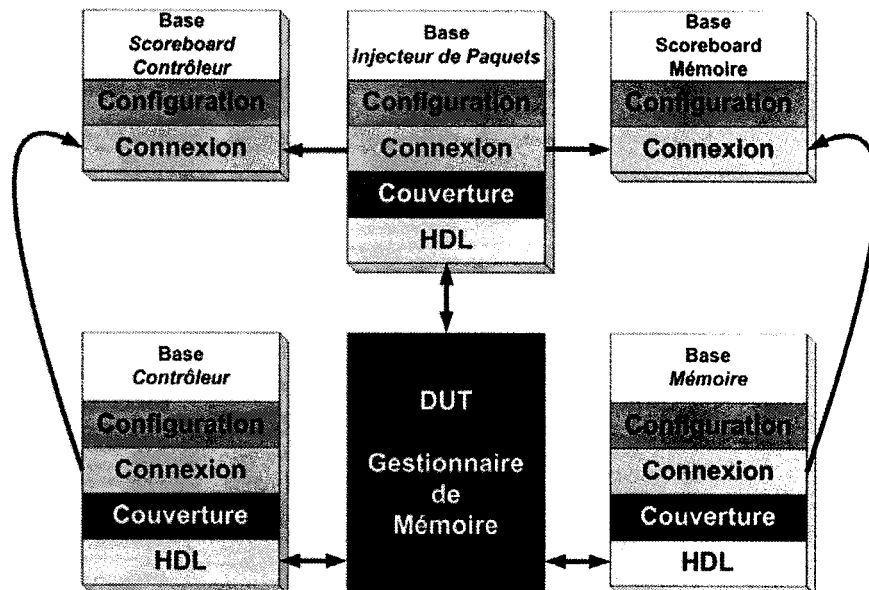 Base
Scoreboard
Contrôleur
Configuration
Connexion
Base
Injecteur de Paquets
Configuration
Connexion
Couverture
HDL
Base
Scoreboard
Mémoire
Configuration
Connexion
Base
Contrôleur
Configuration
Connexion
Couverture
HDL
DUT
Gestionnaire
de
Mémoire
Base
Mémoire
Configuration
Connexion
Couverture
HDL